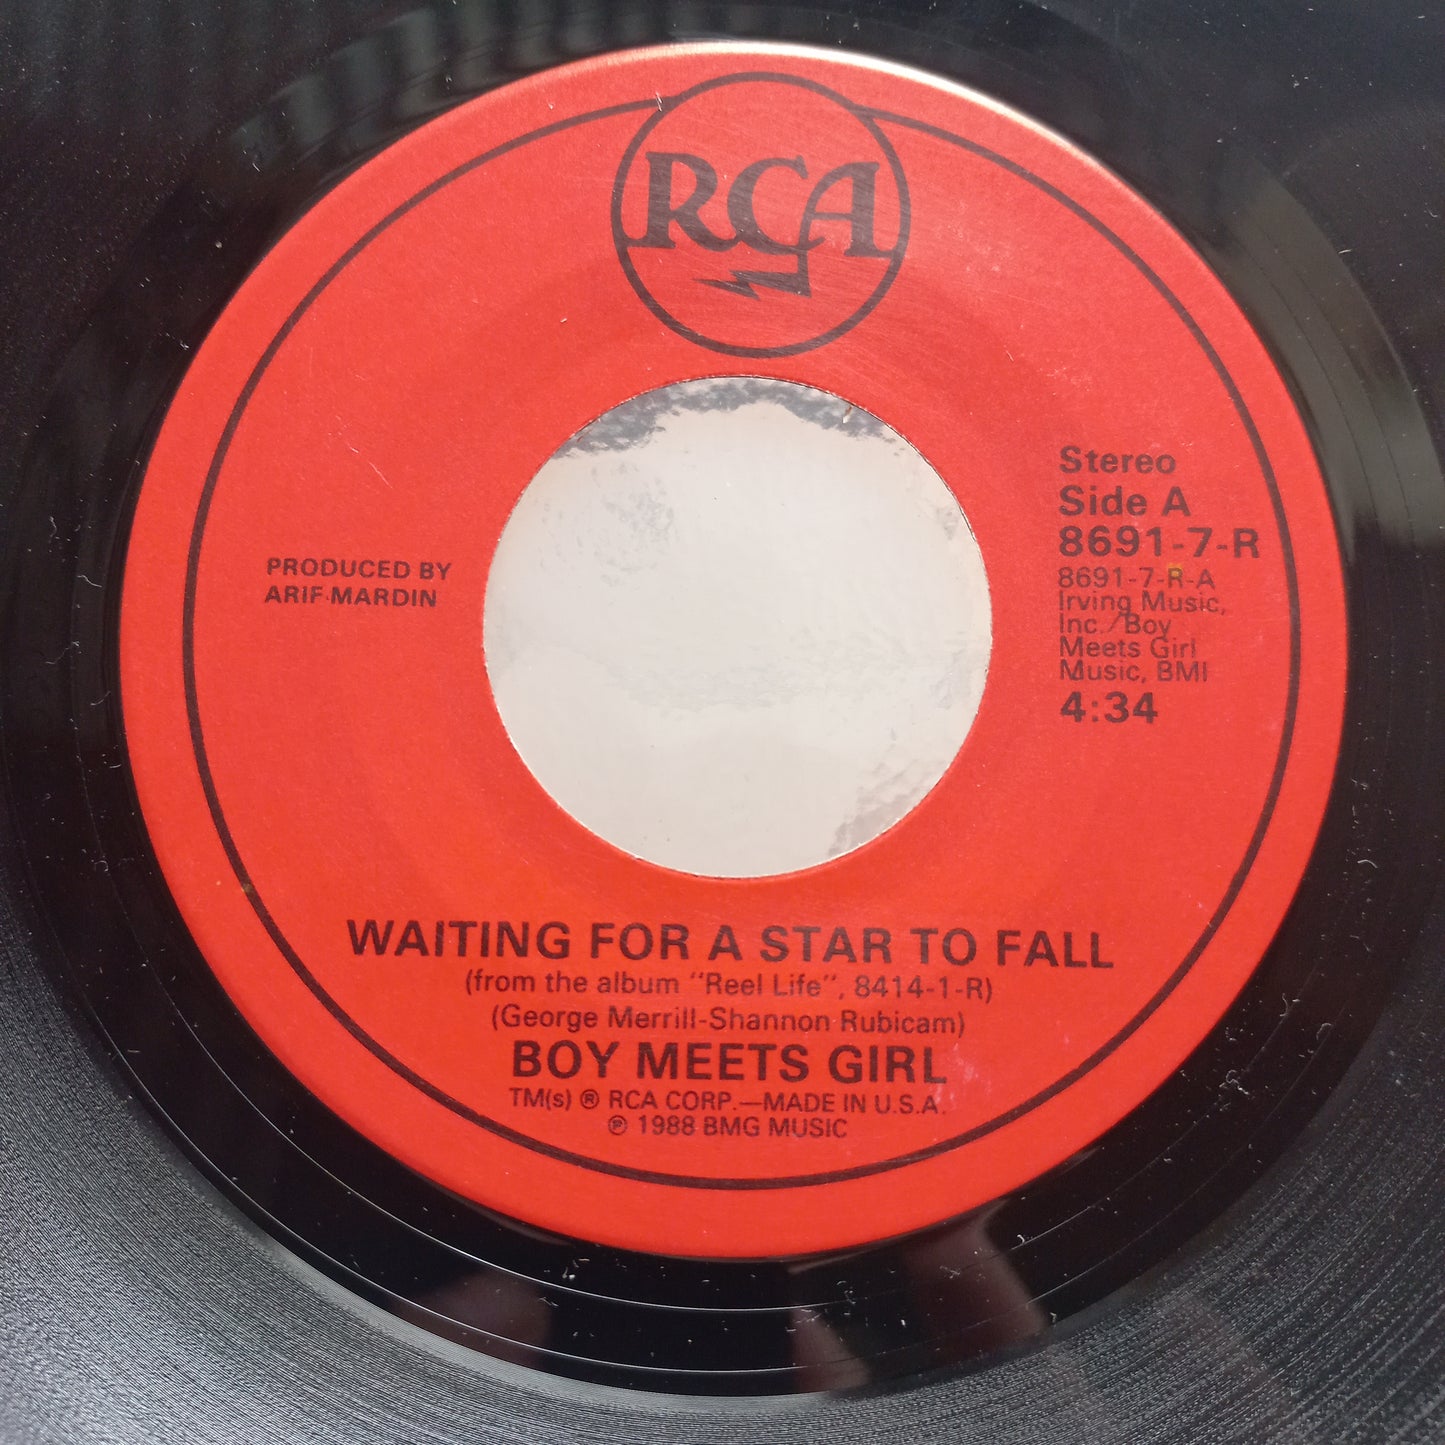 RCA
Stereo
Side A
8691-7-R
8691-7-R-A
Irving Music,
Inc./Boy
Meets Girl
Music, BMI
4:34
PRODUCED BY
ARIF MARDIN
WAITING FOR A STAR TO FALL
(from the album "Reel Life", 8414-1-R)
(George Merrill-Shannon Rubicam)
BOY MEETS GIRL
TM(s) ® RCA CORP.—MADE IN U.S.A.
℗ 1988 BMG MUSIC